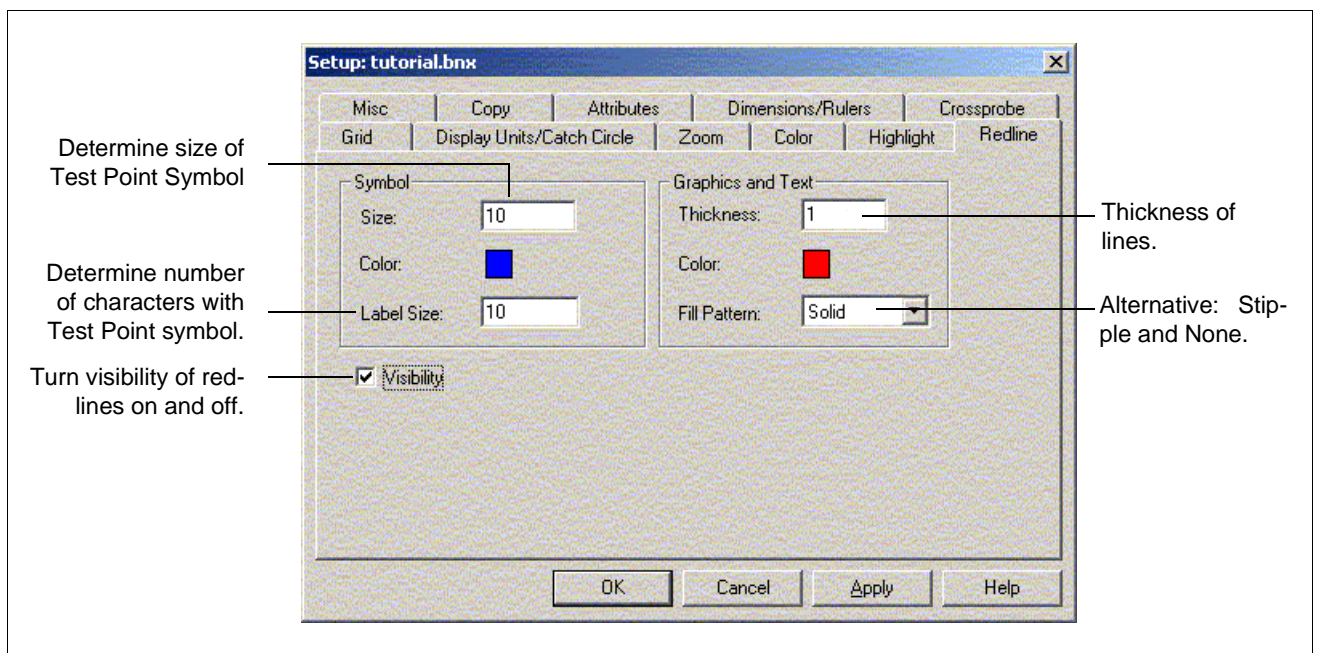 Setup: tutorial.bnx
Misc Copy Attributes Dimensions/Rulers Crossprobe
Grid Display Units/Catch Circle Zoom Color Highlight Redline
Determine size of
Test Point Symbol
Determine number
of characters with
Test Point symbol.
Turn visibility of red-
lines on and off.
Symbol
Size: 10
Color:
Label Size: 10
Visibility
Graphics and Text
Thickness: 1
Color:
Fill Pattern: Solid
Thickness of
lines.
Alternative: Stip-
ple and None.
OK Cancel Apply Help